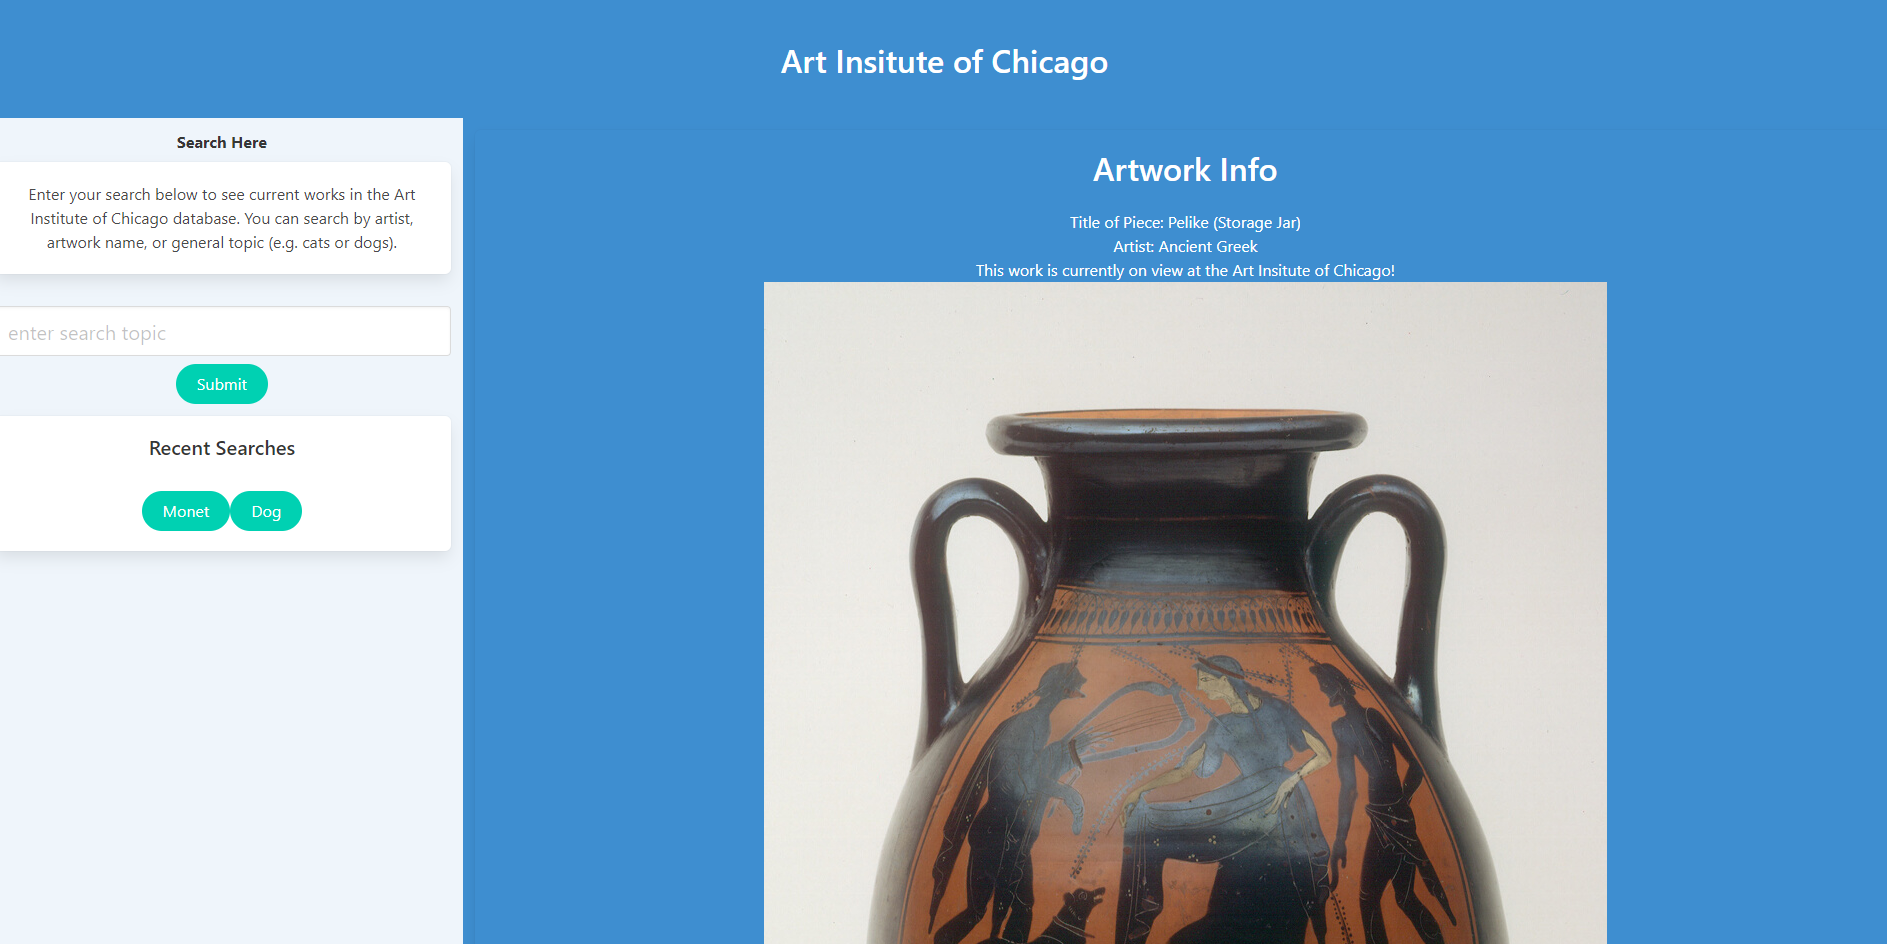 Art Insitute of Chicago
Search Here
Enter your search below to see current works in the Art
Institute of Chicago database. You can search by artist,
artwork name, or general topic (e.g. cats or dogs).
enter search topic
Submit
Recent Searches
Monet
Dog
Artwork Info
Title of Piece: Pelike (Storage Jar)
Artist: Ancient Greek
This work is currently on view at the Art Insitute of Chicago!